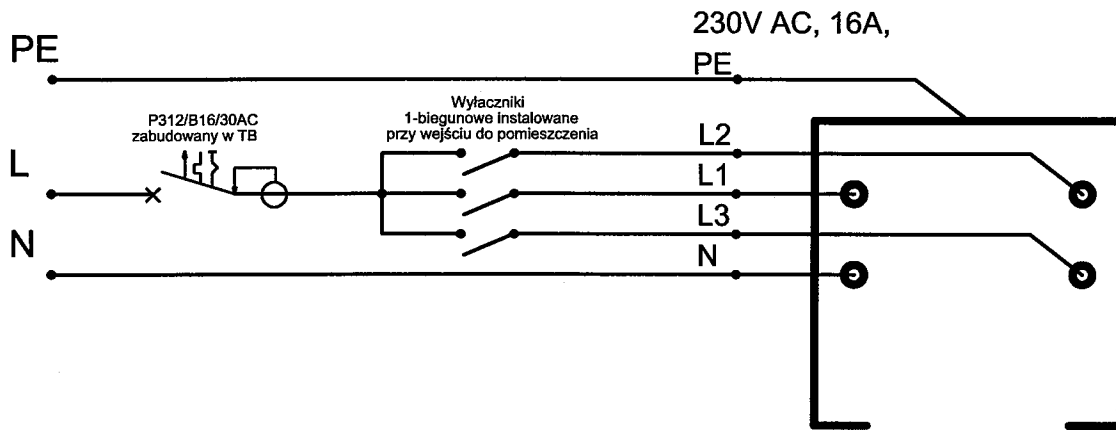 230V AC, 16A,
PE
PE
P312/B16/30AC
zabudowany w TB
Wyłaczniki
1-biegunowe instalowane
przy wejściu do pomieszczenia
L2
L
L1
L3
N
N